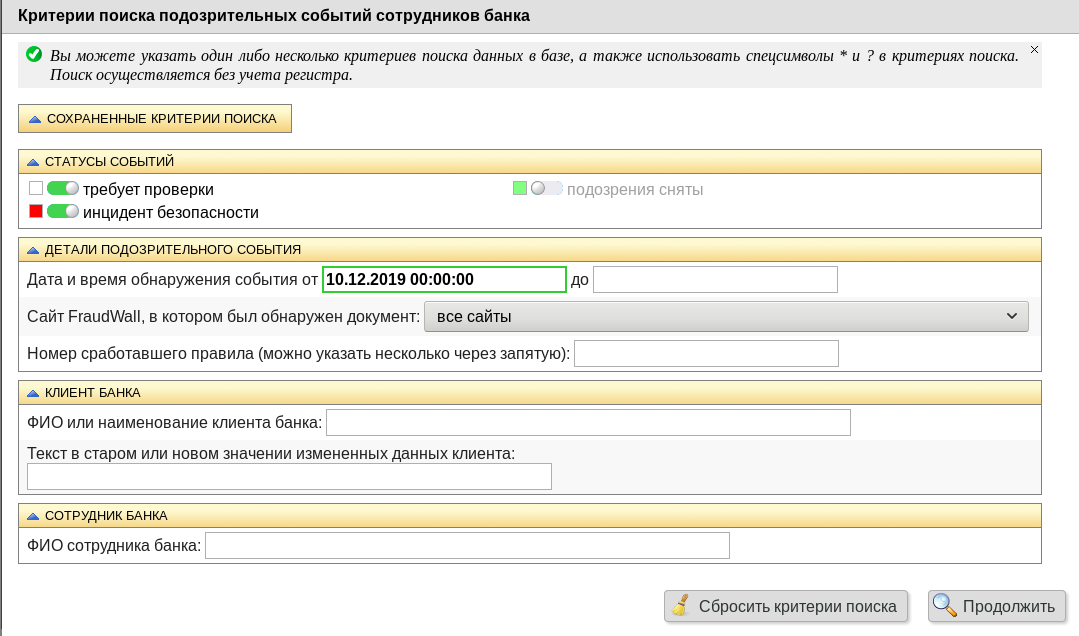 Критерии поиска подозрительных событий сотрудников банка
Вы можете указать один либо несколько критериев поиска данных в базе, а также использовать спецсимволы * и ? в критериях поиска.
Поиск осуществляется без учета регистра.
СОХРАНЕННЫЕ КРИТЕРИИ ПОИСКА
СТАТУСЫ СОБЫТИЙ
требует проверки
подозрения сняты
инцидент безопасности
ДЕТАЛИ ПОДОЗРИТЕЛЬНОГО СОБЫТИЯ
Дата и время обнаружения события от 10.12.2019 00:00:00 до
Сайт FraudWall, в котором был обнаружен документ: все сайты
Номер сработавшего правила (можно указать несколько через запятую):
КЛИЕНТ БАНКА
ФИО или наименование клиента банка:
Текст в старом или новом значении измененных данных клиента:
СОТРУДНИК БАНКА
ФИО сотрудника банка:
Сбросить критерии поиска
Продолжить